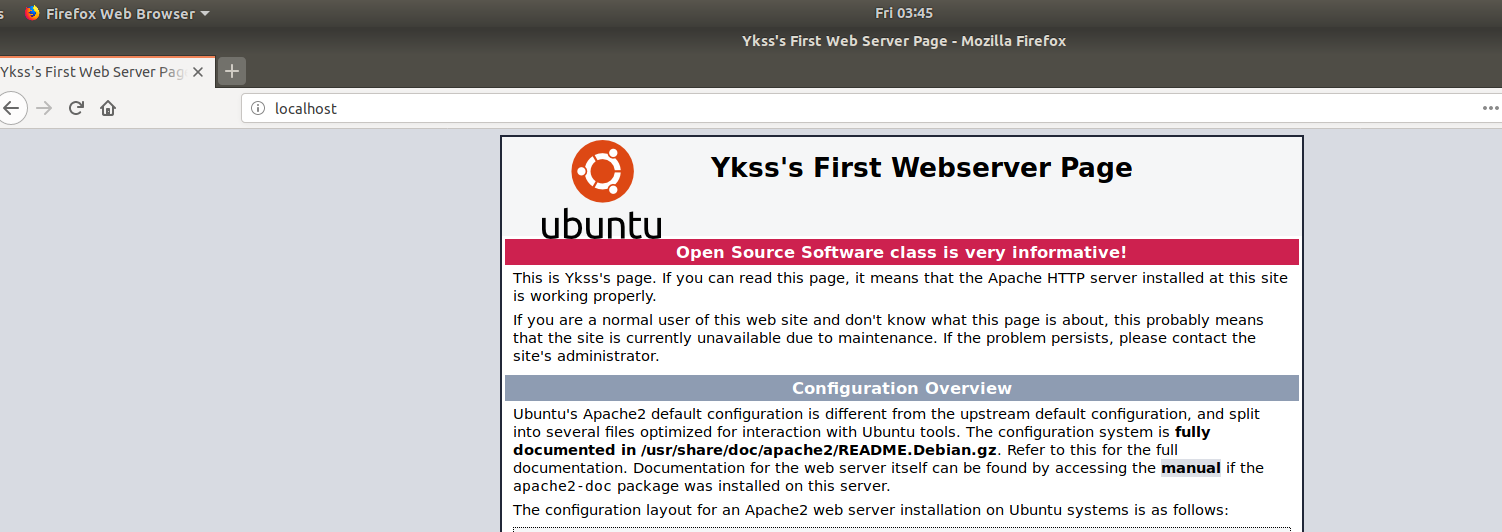 s Firefox Web Browser
Fri 03:45
Ykss's First Web Server Page - Mozilla Firefox
Ykss's First Web Server Pag
localhost
ubuntu
Ykss's First Webserver Page
Open Source Software class is very informative!
This is Ykss's page. If you can read this page, it means that the Apache HTTP server installed at this site
is working properly.
If you are a normal user of this web site and don't know what this page is about, this probably means
that the site is currently unavailable due to maintenance. If the problem persists, please contact the
site's administrator.
Configuration Overview
Ubuntu's Apache2 default configuration is different from the upstream default configuration, and split
into several files optimized for interaction with Ubuntu tools. The configuration system is fully
documented in /usr/share/doc/apache2/README.Debian.gz. Refer to this for the full
documentation. Documentation for the web server itself can be found by accessing the manual if the
apache2-doc package was installed on this server.
The configuration layout for an Apache2 web server installation on Ubuntu systems is as follows: